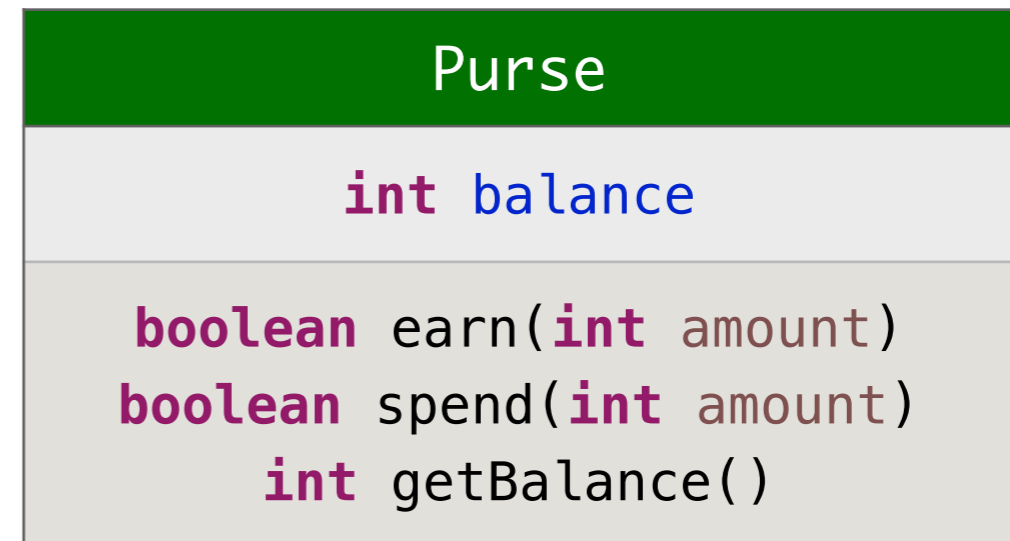 Purse
int balance
boolean earn(int amount)
boolean spend(int amount)
int getBalance()